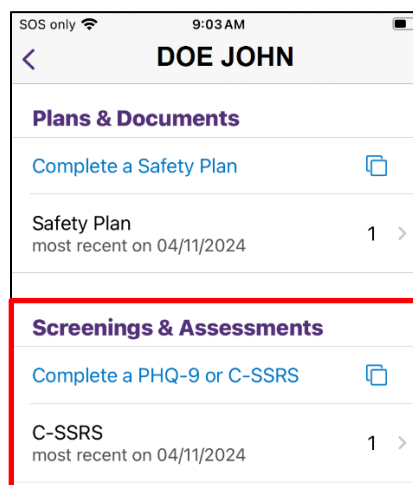 SOS only 9:03 AM
DOE JOHN
Plans & Documents
Complete a Safety Plan
Safety Plan 1
most recent on 04/11/2024
Screenings & Assessments
Complete a PHQ-9 or C-SSRS
C-SSRS 1
most recent on 04/11/2024